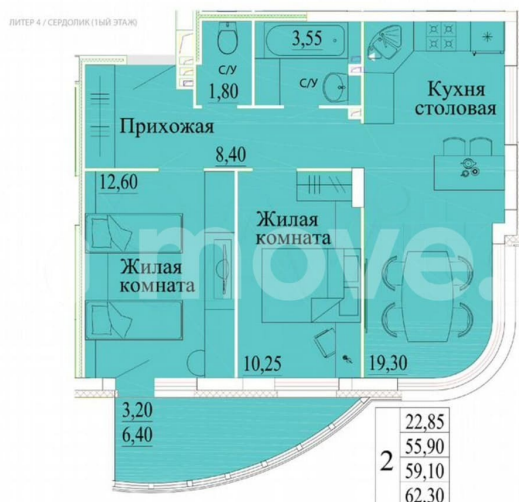 ЛИТЕР 4 / СЕРДОЛИК (1ЫЙ ЭТАЖ)
3,55
С/У
С/У
1,80
Кухня
столовая
Прихожая
8,40
12,60
Жилая
комната
Жилая
комната
move.
10,25
19,30
3,20
6,40
2
22,85
55,90
59,10
62,30